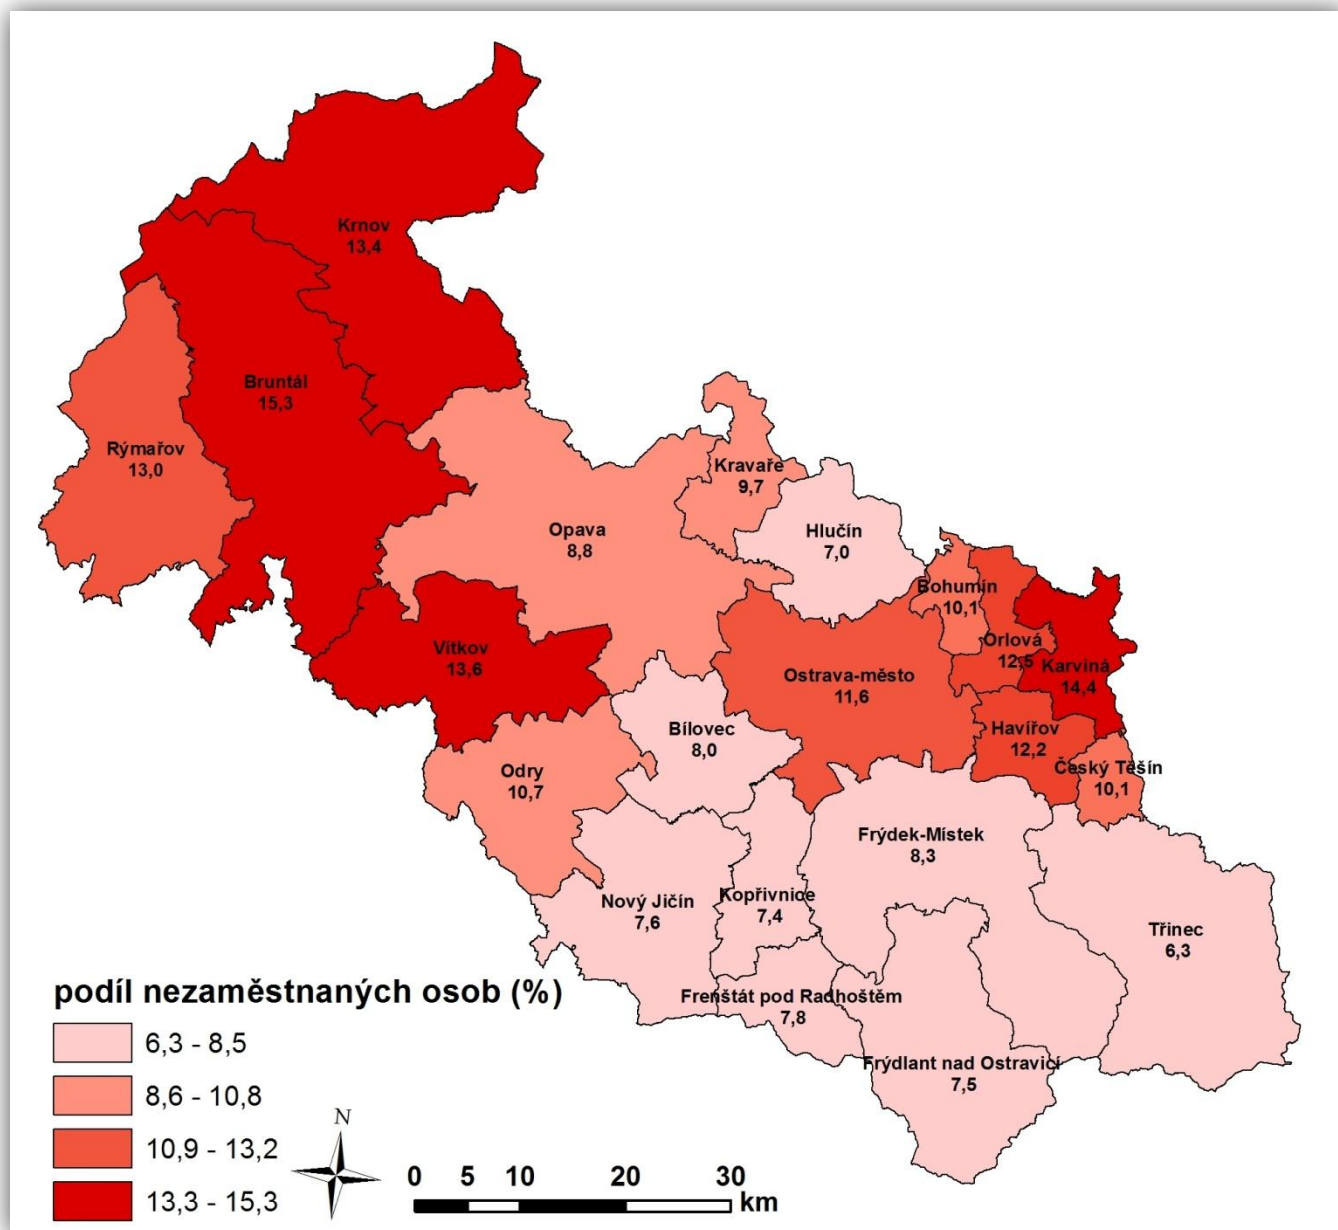 Krnov
13,4
Bruntál
15,3
Rýmařov
13,0
Kravaře
9,7
Opava
8,8
Hlučín
7,0
Bohumín
10,1
Orlová
12,5
Karviná
14,4
Vítkov
13,6
Ostrava-město
11,6
Bílovec
8,0
Havířov
12,2
Český Těšín
10,1
Odry
10,7
Frýdek-Místek
8,3
Nový Jičín
7,6
Kopřivnice
7,4
Třinec
6,3
Frenštát pod Radhoštěm
7,8
Frýdlant nad Ostravicí
7,5
podíl nezaměstnaných osob (%)
6,3 - 8,5
8,6 - 10,8
10,9 - 13,2
13,3 - 15,3
N
0 5 10 20 30
km